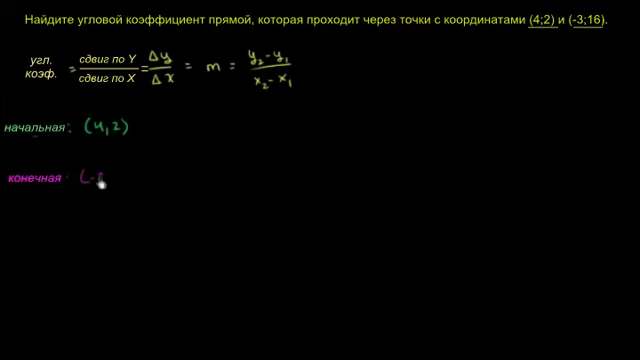 Найдите угловой коэффициент прямой, которая проходит через точки с координатами (4;2) и (-3;16).
угл. коэф. = сдвиг по Y / сдвиг по X = Δy / Δx = m = y₂ - y₁ / x₂ - x₁
начальная: (4,2)
конечная: (-